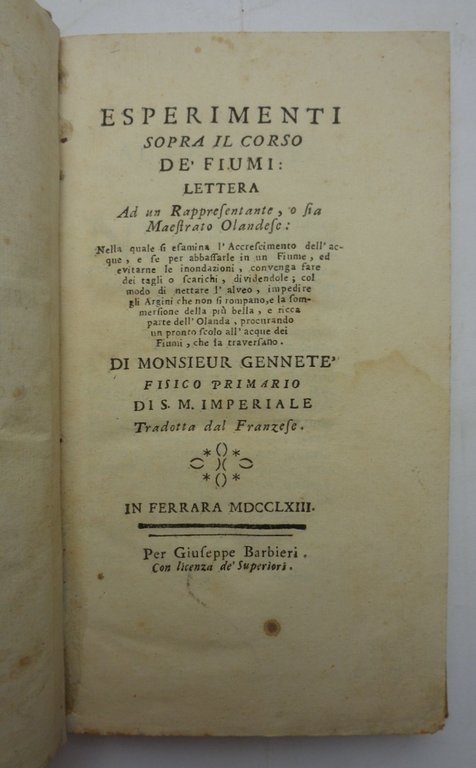 ESPERIMENTI
SOPRA IL CORSO
DE' FIUMI:
LETTERA
Ad un Rappreſentante, o ſia
Maeſtrato Olandeſe:
Nella quale ſi eſamina l'Accreſcimento dell'ac-
que, e ſe per abbaſſarle in un Fiume, ed
evitarne le inondazioni, convenga fare
dei tagli o ſcarichi, dividendole; col
modo di nettare l'alveo, impedire
gli Argini che non ſi rompano, e la ſom-
merſione della più bella, e ricca
parte dell'Olanda, procurando
un pronto ſcolo all'acque dei
Fiumi, che la traverſano.
DI MONSIEUR GENNETE'
FISICO PRIMARIO
DI S. M. IMPERIALE
Tradotta dal Franzeſe.
IN FERRARA MDCCLXIII.
Per Giuſeppe Barbieri.
Con licenza de' Superiori.